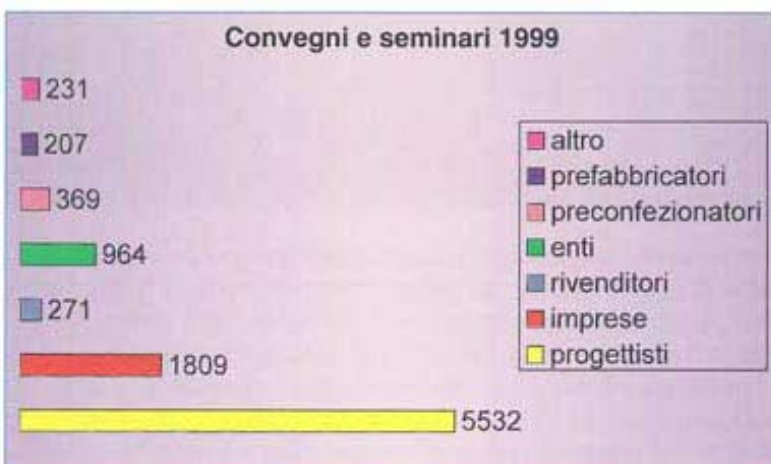 Convegni e seminari 1999
231
207
369
964
271
1809
5532
altro
prefabbricatori
preconfezionatori
enti
rivenditori
imprese
progettisti